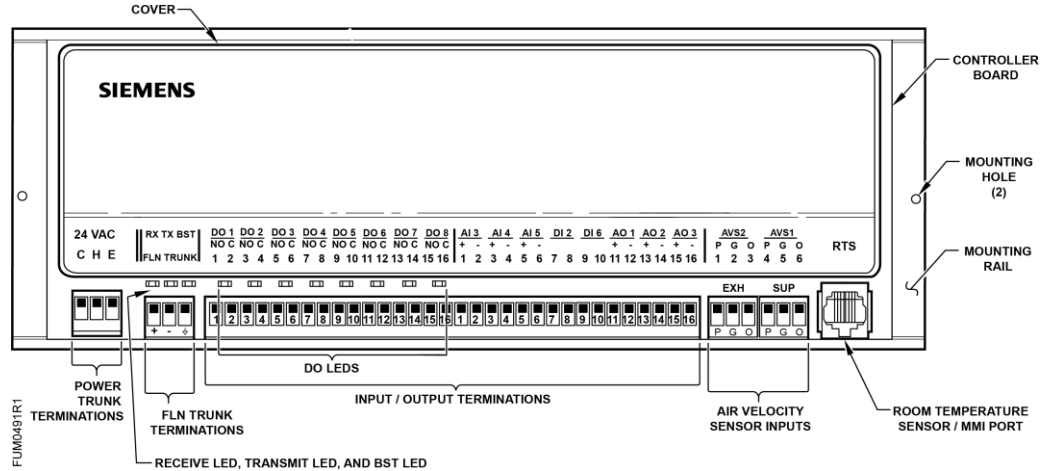 COVER
CONTROLLER
BOARD
SIEMENS
MOUNTING
HOLE
(2)
24 VAC
C H E
RX TX BST
FLN TRUNK
DO 1 DO 2 DO 3 DO 4 DO 5 DO 6 DO 7 DO 8 AI 3 AI 4 AI 5 DI 2 DI 6 AO 1 AO 2 AO 3
NO C NO C NO C NO C NO C NO C NO C NO C + - + - + - + - + - + -
1 2 3 4 5 6 7 8 9 10 11 12 13 14 15 16 1 2 3 4 5 6 7 8 9 10 11 12 13 14 15 16
AVS2 AVS1
P G O P G O
1 2 3 4 5 6
RTS
MOUNTING
RAIL
EXH SUP
1 2 3 4 5 6 7 8 9 10 11 12 13 14 15 16 1 2 3 4 5 6 7 8 9 10 11 12 13 14 15 16
+ - ⏚
P G O P G O
DO LEDS
POWER
TRUNK
TERMINATIONS
FLN TRUNK
TERMINATIONS
INPUT / OUTPUT TERMINATIONS
AIR VELOCITY
SENSOR INPUTS
ROOM TEMPERATURE
SENSOR / MMI PORT
RECEIVE LED, TRANSMIT LED, AND BST LED
FUM0491R1